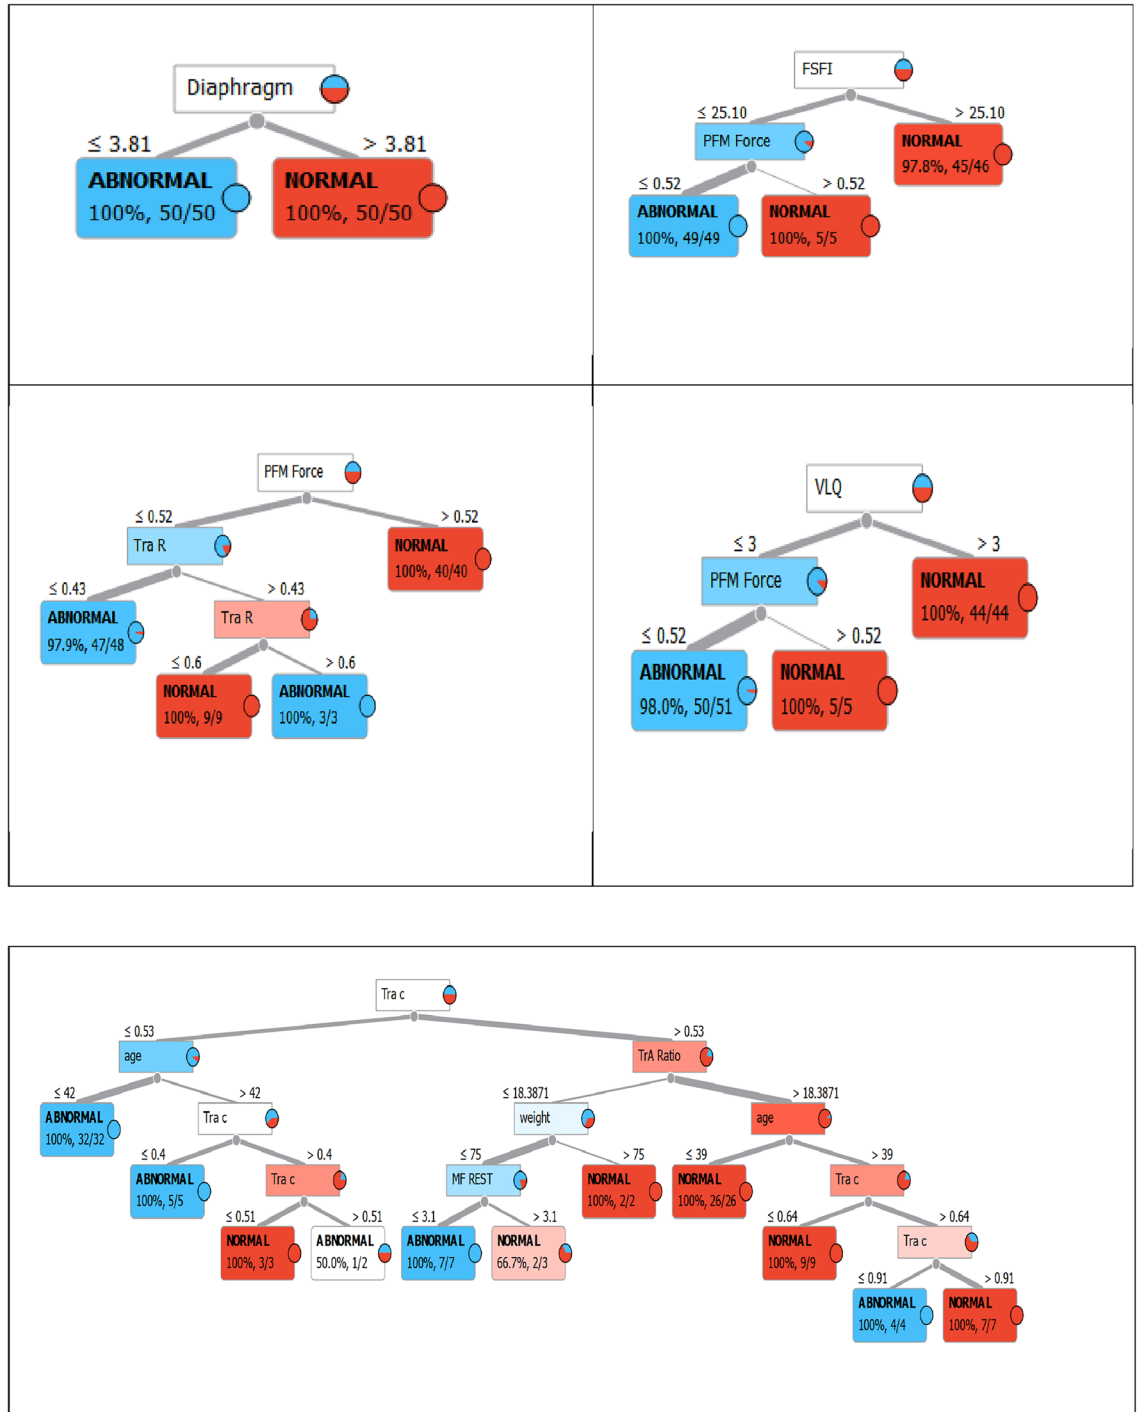 Diaphragm
≤ 3.81
> 3.81
ABNORMAL
100%, 50/50
NORMAL
100%, 50/50
FSFI
≤ 25.10
> 25.10
PFM Force
NORMAL
97.8%, 45/46
≤ 0.52
> 0.52
ABNORMAL
100%, 49/49
NORMAL
100%, 5/5
PFM Force
≤ 0.52
> 0.52
Tra R
NORMAL
100%, 40/40
≤ 0.43
> 0.43
ABNORMAL
97.9%, 47/48
Tra R
≤ 0.6
> 0.6
NORMAL
100%, 9/9
ABNORMAL
100%, 3/3
VLQ
≤ 3
> 3
PFM Force
NORMAL
100%, 44/44
≤ 0.52
> 0.52
ABNORMAL
98.0%, 50/51
NORMAL
100%, 5/5
Tra c
≤ 0.53
> 0.53
age
TrA Ratio
≤ 42
> 42
≤ 18.3871
> 18.3871
ABNORMAL
100%, 32/32
Tra c
weight
age
≤ 0.4
> 0.4
≤ 75
> 75
≤ 39
> 39
ABNORMAL
100%, 5/5
Tra c
MF REST
NORMAL
100%, 2/2
NORMAL
100%, 26/26
Tra c
≤ 0.51
> 0.51
≤ 3.1
> 3.1
≤ 0.64
> 0.64
NORMAL
100%, 3/3
ABNORMAL
50.0%, 1/2
ABNORMAL
100%, 7/7
NORMAL
66.7%, 2/3
NORMAL
100%, 9/9
Tra c
≤ 0.91
> 0.91
ABNORMAL
100%, 4/4
NORMAL
100%, 7/7